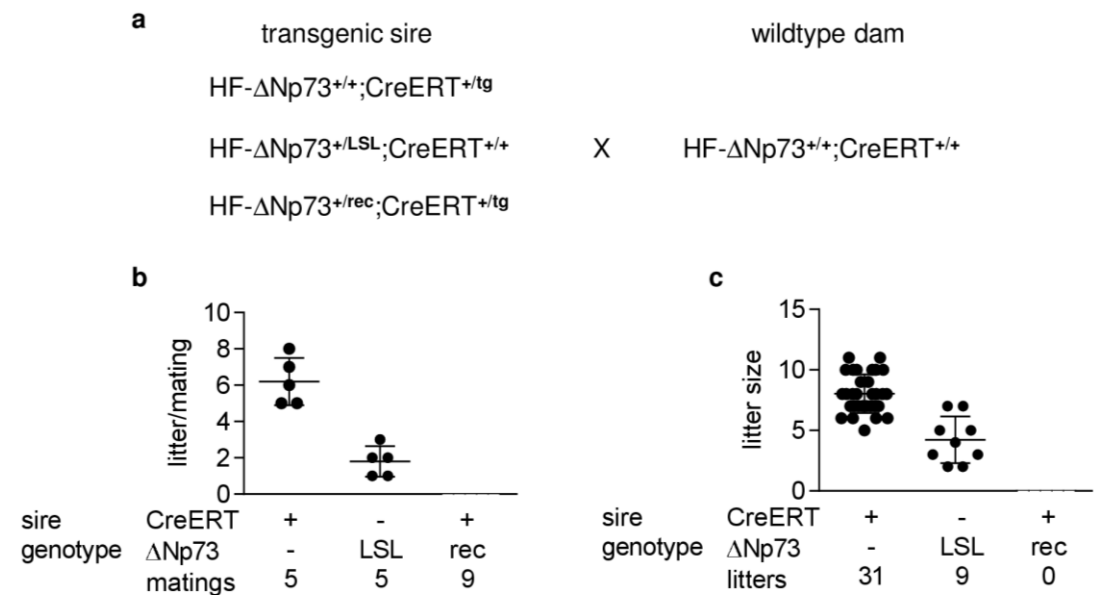 a
transgenic sire wildtype dam
HF-ΔNp73+/+;CreERT+/tg
HF-ΔNp73+/LSL;CreERT+/+ X HF-ΔNp73+/+;CreERT+/+
HF-ΔNp73+/rec;CreERT+/tg
b
litter/mating
10
8
6
4
2
0
sire CreERT + - +
genotype ΔNp73 - LSL rec
matings 5 5 9
c
litter size
15
10
5
0
sire CreERT + - +
genotype ΔNp73 - LSL rec
litters 31 9 0